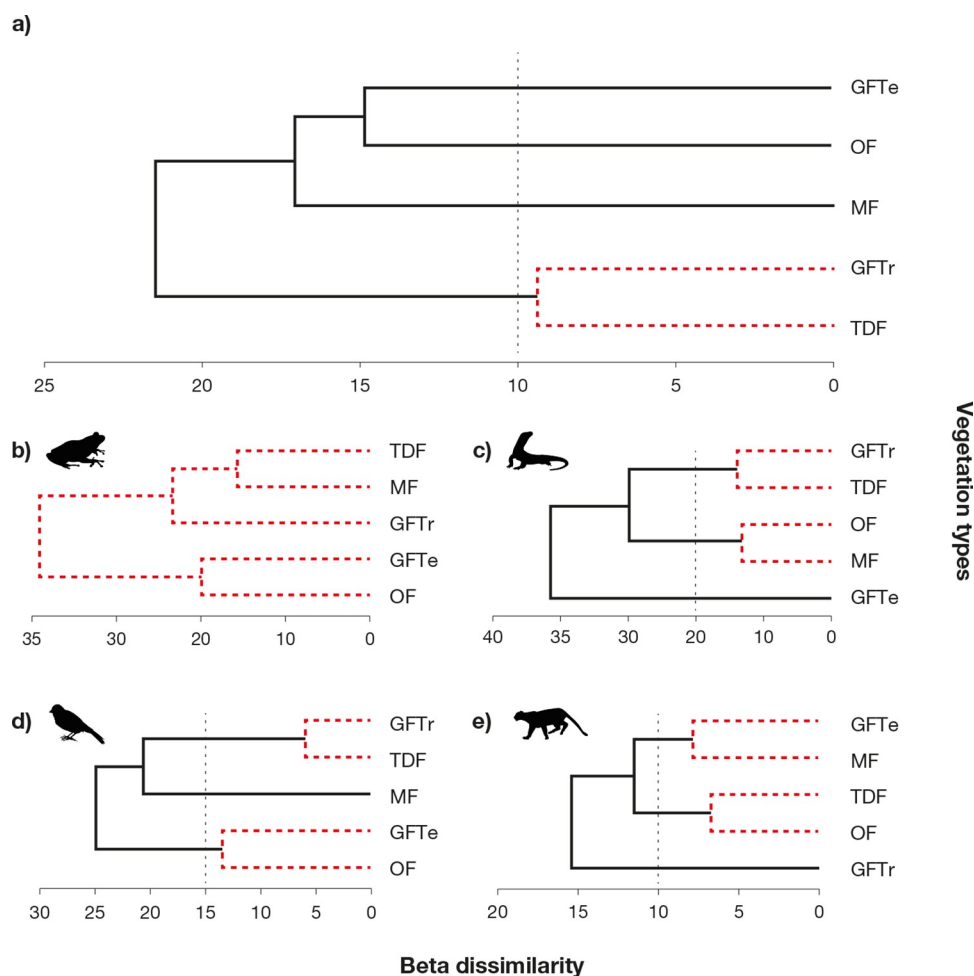 a)
GFTe
OF
MF
GFTr
TDF
25 20 15 10 5 0
Vegetation types
b)
TDF
MF
GFTr
GFTe
OF
35 30 20 10 0
c)
GFTr
TDF
OF
MF
GFTe
40 35 30 20 10 0
d)
GFTr
TDF
MF
GFTe
OF
30 25 20 15 10 5 0
e)
GFTe
MF
TDF
OF
GFTr
20 15 10 5 0
Beta dissimilarity